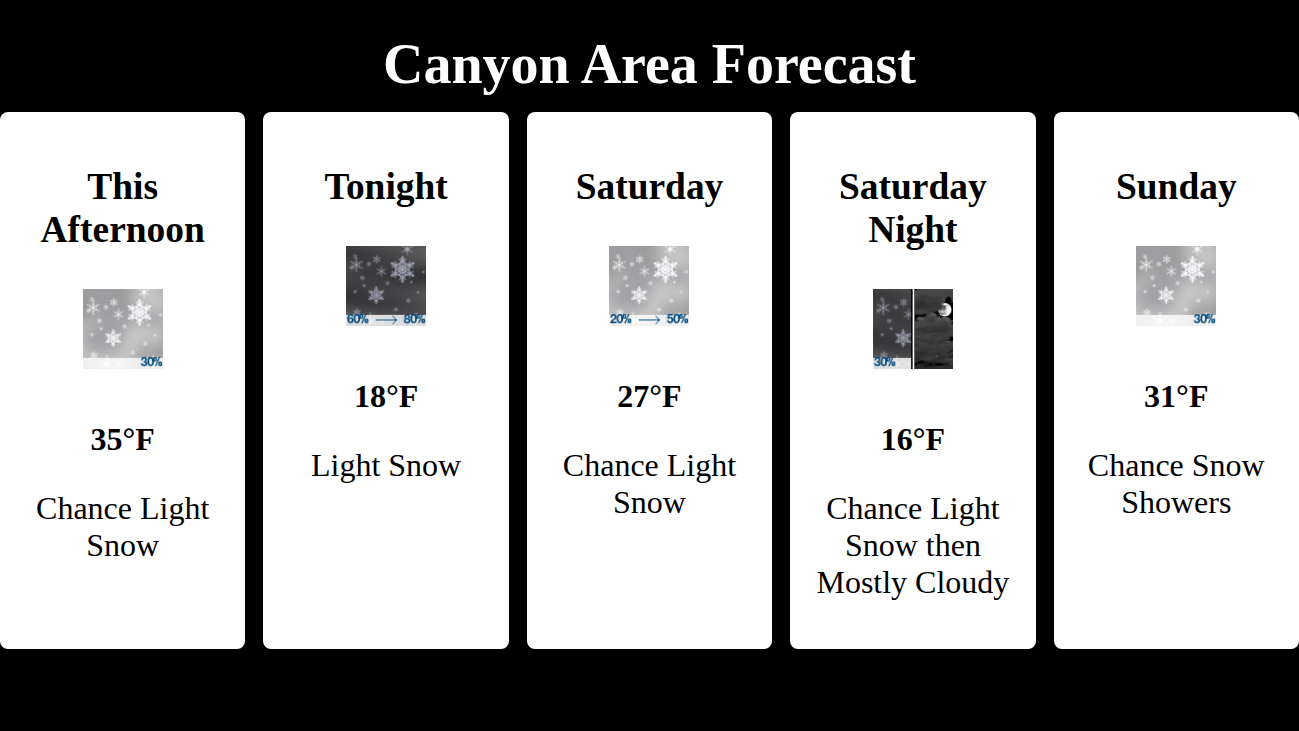 Canyon Area Forecast
This
Afternoon
30%
35°F
Chance Light
Snow
Tonight
60% → 80%
18°F
Light Snow
Saturday
20% → 50%
27°F
Chance Light
Snow
Saturday
Night
30%
16°F
Chance Light
Snow then
Mostly Cloudy
Sunday
30%
31°F
Chance Snow
Showers